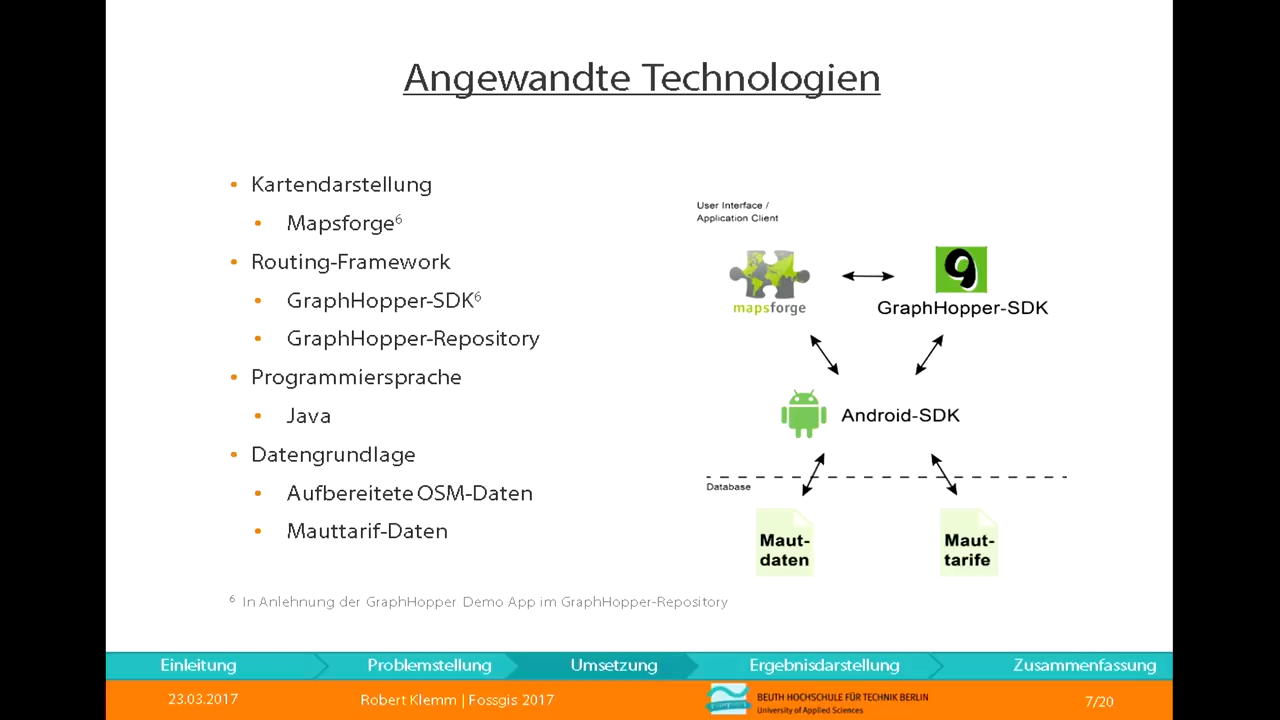 Angewandte Technologien
• Kartendarstellung
• Mapsforge⁶
• Routing-Framework
• GraphHopper-SDK⁶
• GraphHopper-Repository
• Programmiersprache
• Java
• Datengrundlage
• Aufbereitete OSM-Daten
• Mauttarif-Daten
User Interface /
Application Client
mapsforge
GraphHopper-SDK
Android-SDK
Database
Maut-
daten
Maut-
tarife
⁶ In Anlehnung der GraphHopper Demo App im GraphHopper-Repository
Einleitung Problemstellung Umsetzung Ergebnisdarstellung Zusammenfassung
23.03.2017 Robert Klemm | Fossgis 2017
BEUTH HOCHSCHULE FÜR TECHNIK BERLIN
University of Applied Sciences
7/20